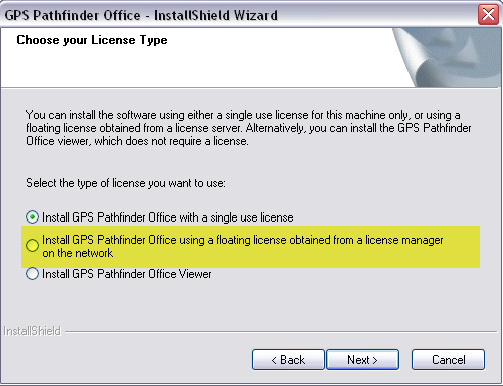 GPS Pathfinder Office - InstallShield Wizard
Choose your License Type
You can install the software using either a single use license for this machine only, or using a
floating license obtained from a license server. Alternatively, you can install the GPS Pathfinder
Office viewer, which does not require a license.
Select the type of license you want to use:
Install GPS Pathfinder Office with a single use license
Install GPS Pathfinder Office using a floating license obtained from a license manager
on the network
Install GPS Pathfinder Office Viewer
InstallShield
< Back
Next >
Cancel